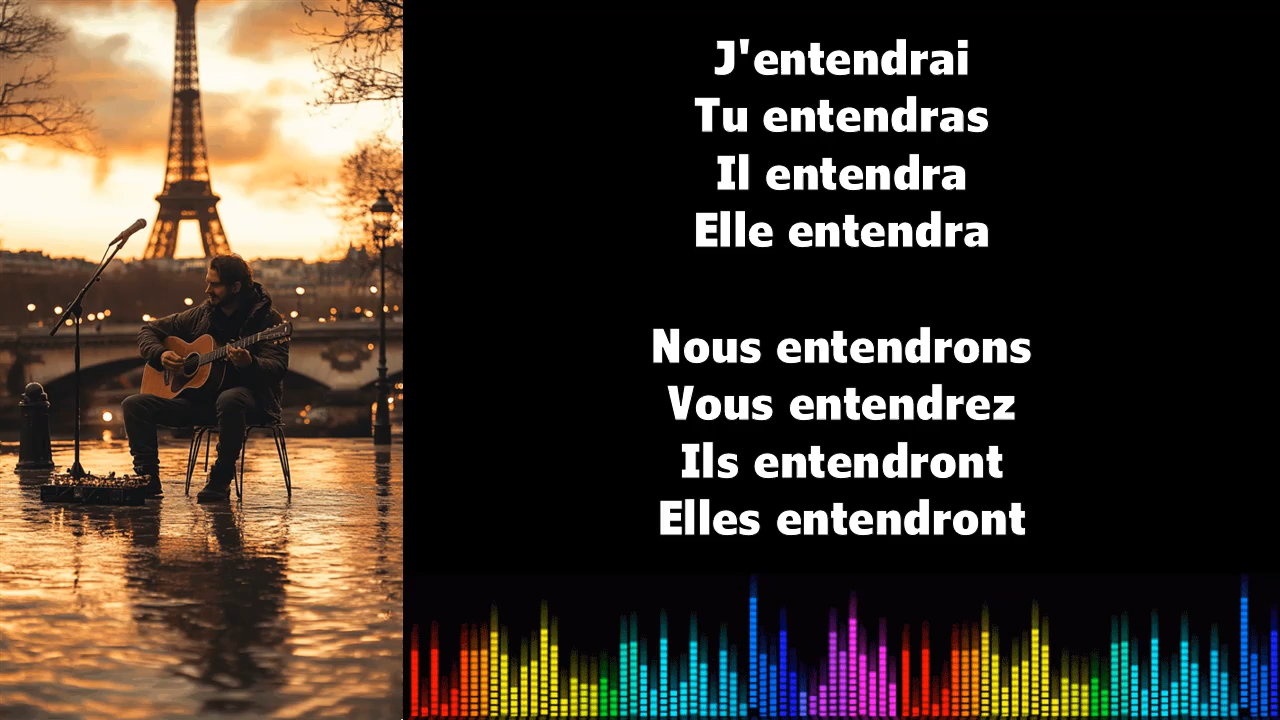 J'entendrai
Tu entendras
Il entendra
Elle entendra
Nous entendrons
Vous entendrez
Ils entendront
Elles entendront